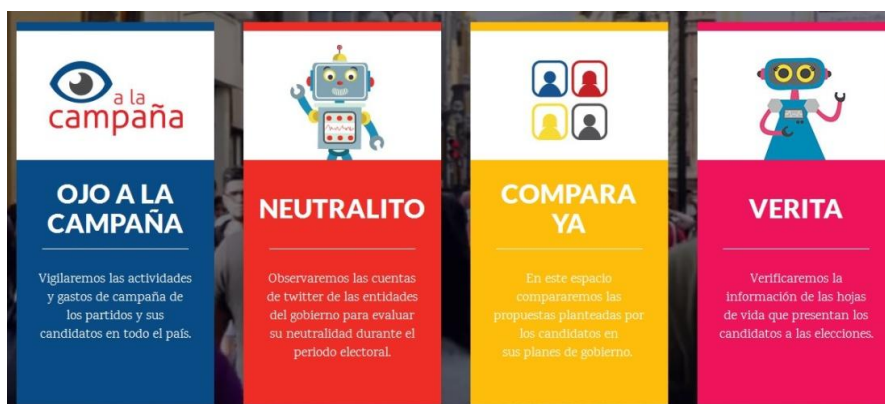 a la
campaña
OJO A LA
CAMPAÑA
Vigilaremos las actividades
y gastos de campaña de
los partidos y sus
candidatos en todo el país.
NEUTRALITO
Observaremos las cuentas
de twitter de las entidades
del gobierno para evaluar
su neutralidad durante el
periodo electoral.
COMPARA
YA
En este espacio
compararemos las
propuestas planteadas por
los candidatos en
sus planes de gobierno.
VERITA
Verificaremos la
información de las hojas
de vida que presentan los
candidatos a las elecciones.